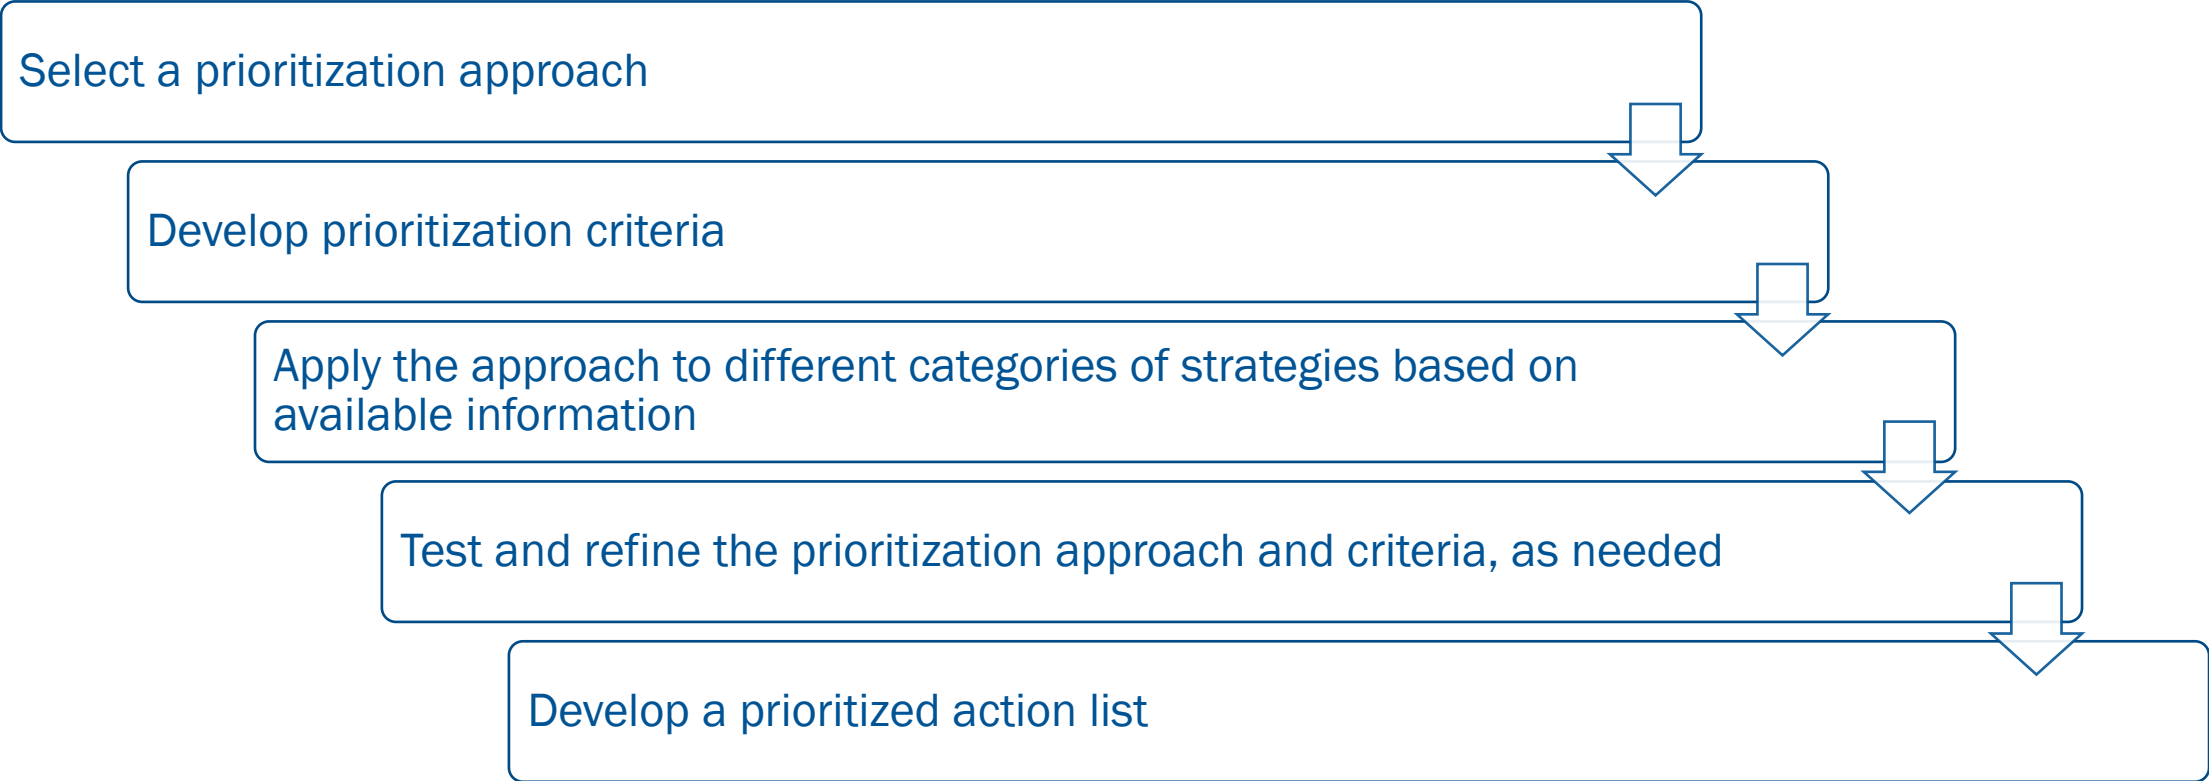 Select a prioritization approach
Develop prioritization criteria
Apply the approach to different categories of strategies based on
available information
Test and refine the prioritization approach and criteria, as needed
Develop a prioritized action list